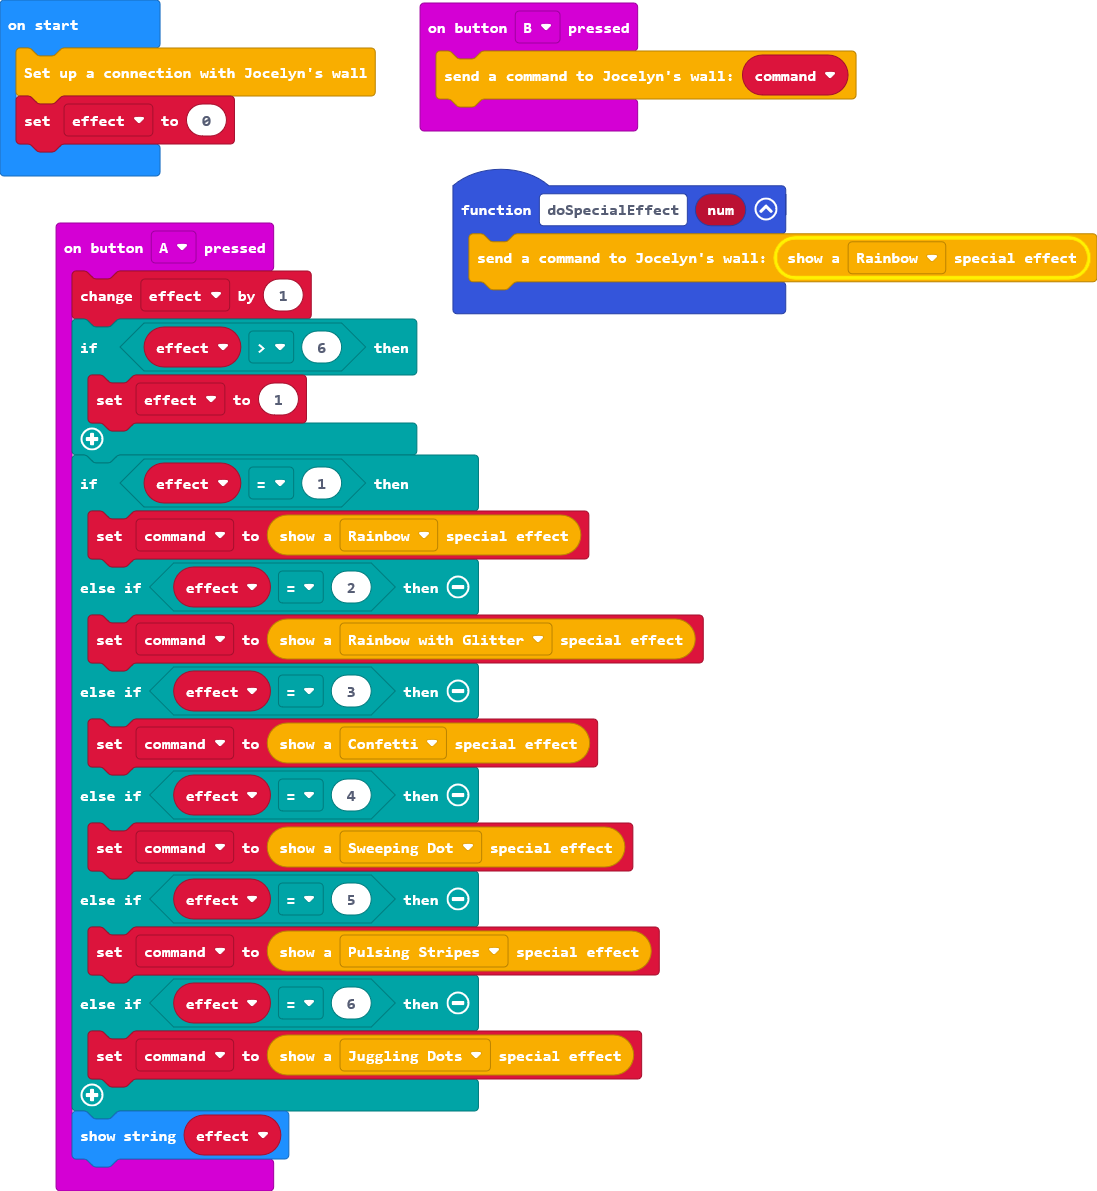 on start
Set up a connection with Jocelyn's wall
set effect to 0
on button B pressed
send a command to Jocelyn's wall: command
function doSpecialEffect num
send a command to Jocelyn's wall: show a Rainbow special effect
on button A pressed
change effect by 1
if effect > 6 then
set effect to 1
if effect = 1 then
set command to show a Rainbow special effect
else if effect = 2 then
set command to show a Rainbow with Glitter special effect
else if effect = 3 then
set command to show a Confetti special effect
else if effect = 4 then
set command to show a Sweeping Dot special effect
else if effect = 5 then
set command to show a Pulsing Stripes special effect
else if effect = 6 then
set command to show a Juggling Dots special effect
show string effect